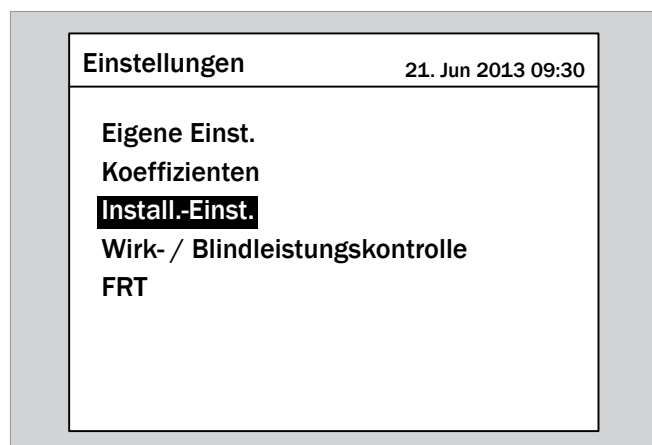 Einstellungen
21. Jun 2013 09:30
Eigene Einst.
Koeffizienten
Install.-Einst.
Wirk- / Blindleistungskontrolle
FRT